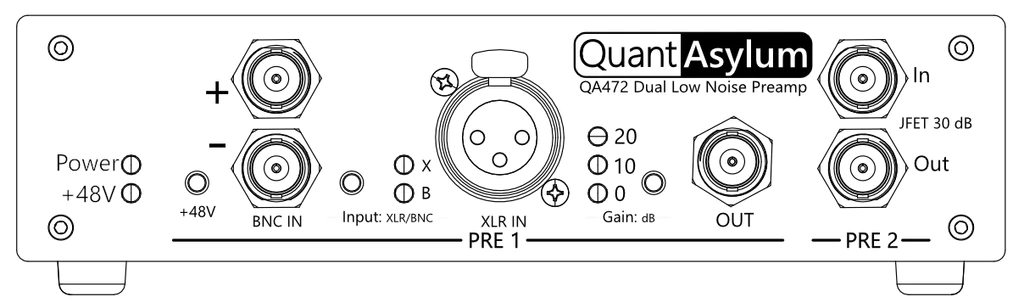 QuantAsylum
QA472 Dual Low Noise Preamp
In
+
JFET 30 dB
-
20
Power
X
10
Out
+48V
B
0
+48V
BNC IN
Input: XLR/BNC
XLR IN
Gain: dB
OUT
PRE 1
PRE 2